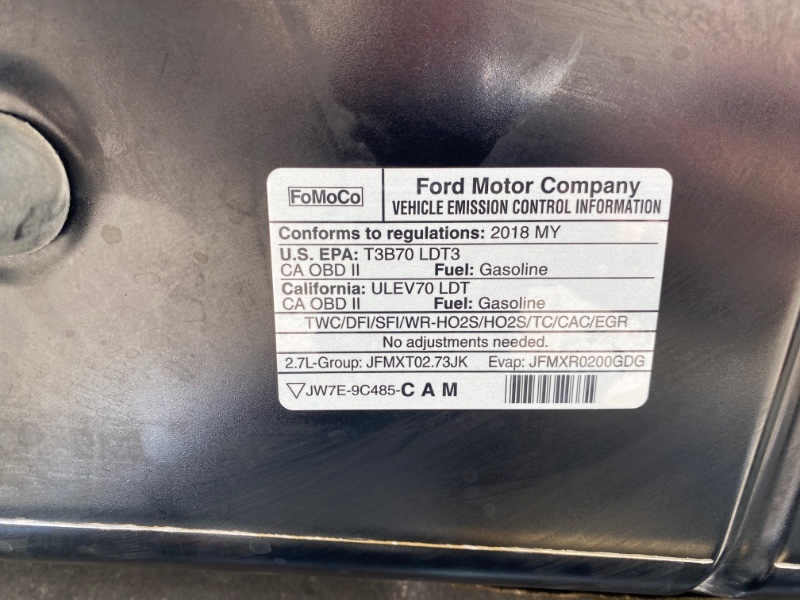 FoMoCo
Ford Motor Company
VEHICLE EMISSION CONTROL INFORMATION
Conforms to regulations: 2018 MY
U.S. EPA: T3B70 LDT3
CA OBD II Fuel: Gasoline
California: ULEV70 LDT
CA OBD II Fuel: Gasoline
TWC/DFI/SFI/WR-HO2S/HO2S/TC/CAC/EGR
No adjustments needed.
2.7L-Group: JFMXT02.73JK Evap: JFMXR0200GDG
JW7E-9C485-CAM